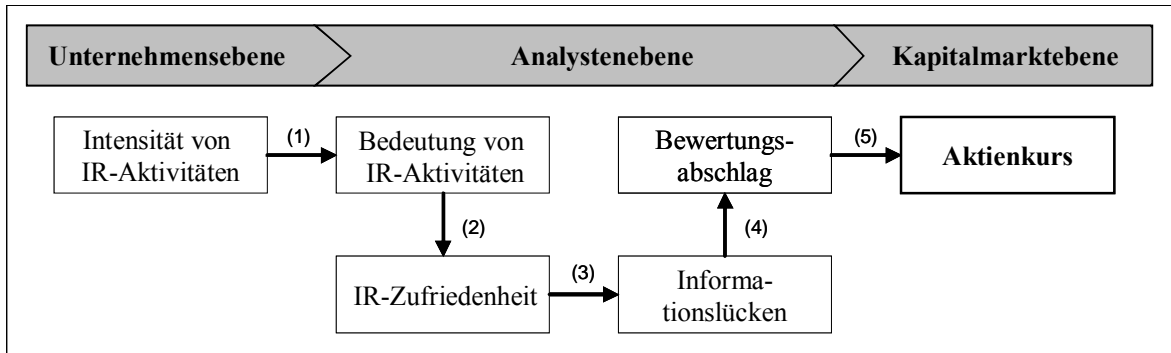 Unternehmensebene
Analystenebene
Kapitalmarktebene
Intensität von
IR-Aktivitäten
(1)
Bedeutung von
IR-Aktivitäten
Bewertungs-
abschlag
(5)
Aktienkurs
(2)
(4)
IR-Zufriedenheit
(3)
Informa-
tionslücken